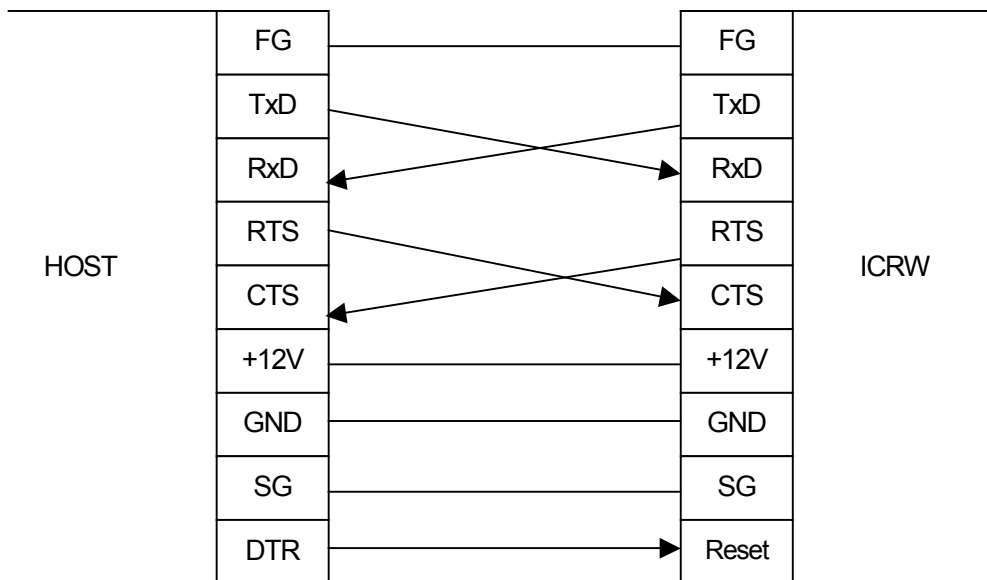 FG FG
TxD TxD
RxD RxD
RTS RTS
HOST ICRW
CTS CTS
+12V +12V
GND GND
SG SG
DTR Reset